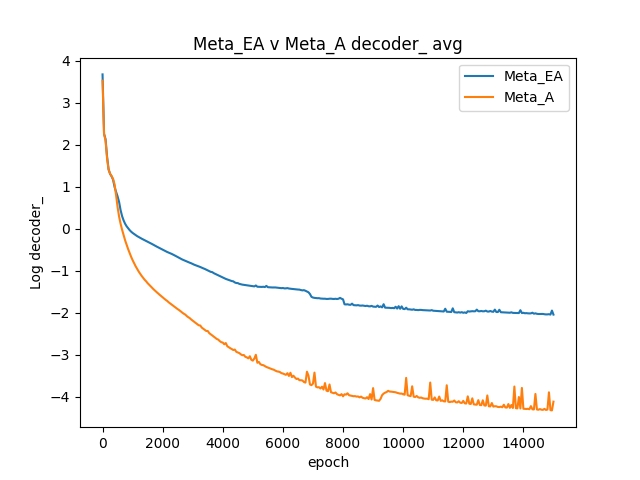 Meta_EA v Meta_A decoder_ avg
Meta_EA
Meta_A
Log decoder_
4
3
2
1
0
−1
−2
−3
−4
0 2000 4000 6000 8000 10000 12000 14000
epoch